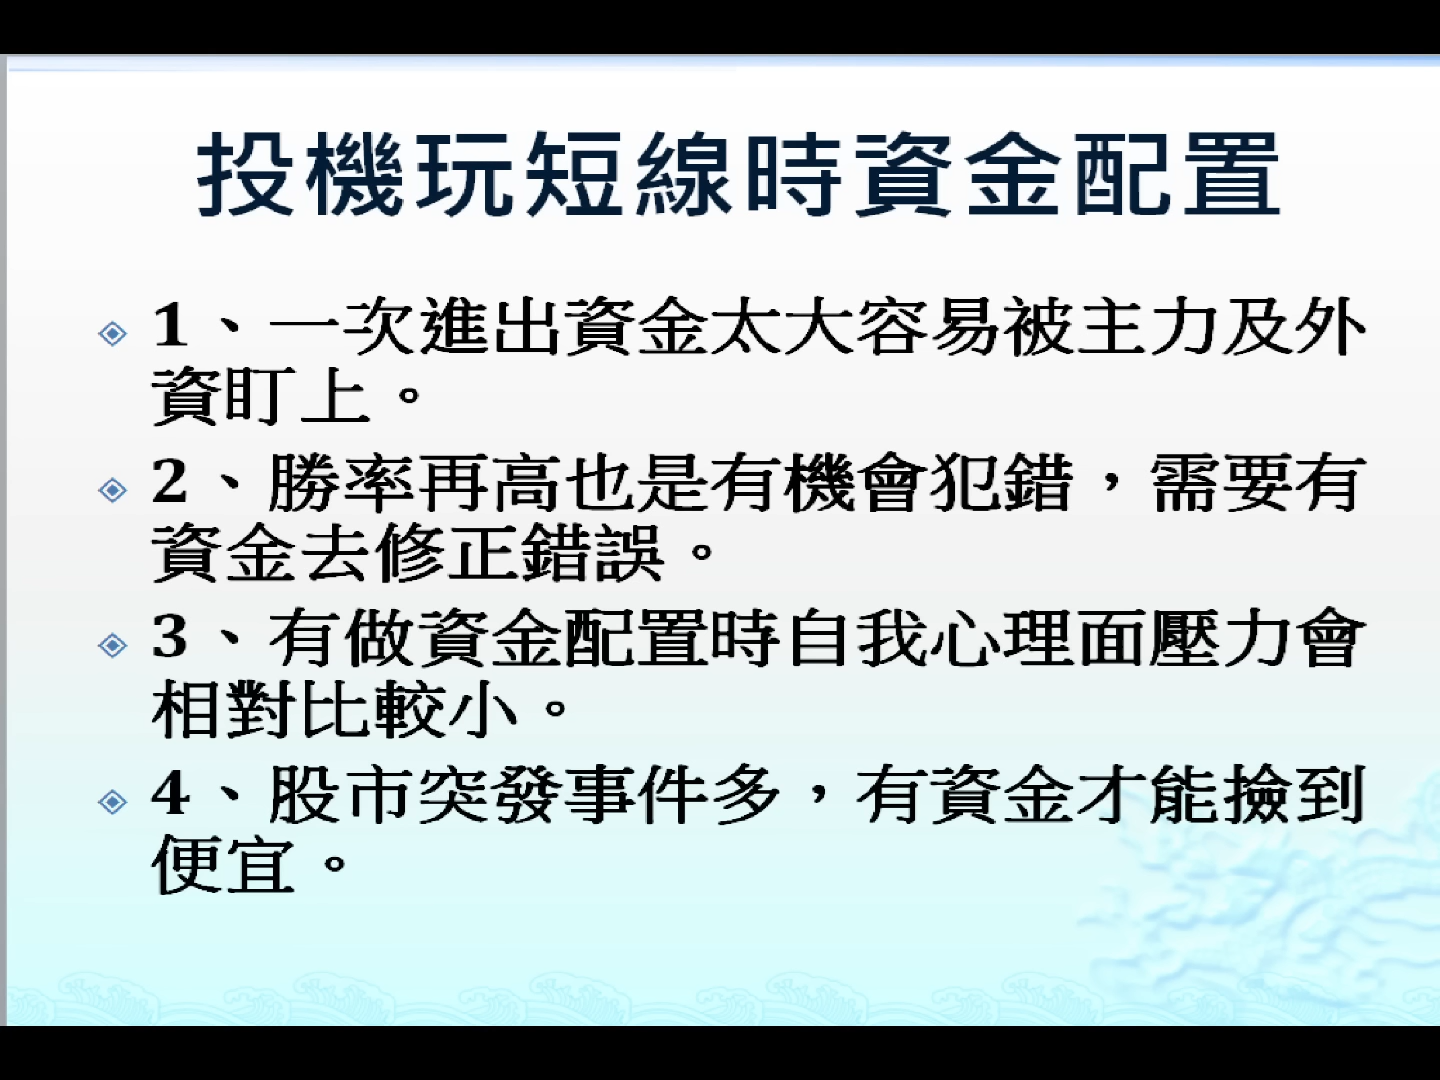 投機玩短線時資金配置
1、一次進出資金太大容易被主力及外
資盯上。
2、勝率再高也是有機會犯錯，需要有
資金去修正錯誤。
3、有做資金配置時自我心理面壓力會
相對比較小。
4、股市突發事件多，有資金才能撿到
便宜。